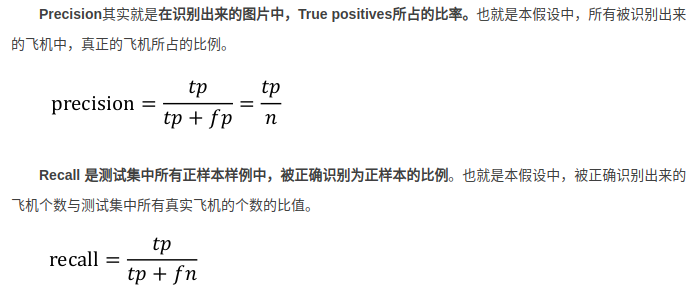 Precision其实就是在识别出来的图片中，True positives所占的比率。也就是本假设中，所有被识别出来
的飞机中，真正的飞机所占的比例。
precision = tp / (tp + fp) = tp / n
Recall 是测试集中所有正样本样例中，被正确识别为正样本的比例。也就是本假设中，被正确识别出来的
飞机个数与测试集中所有真实飞机的个数的比值。
recall = tp / (tp + fn)